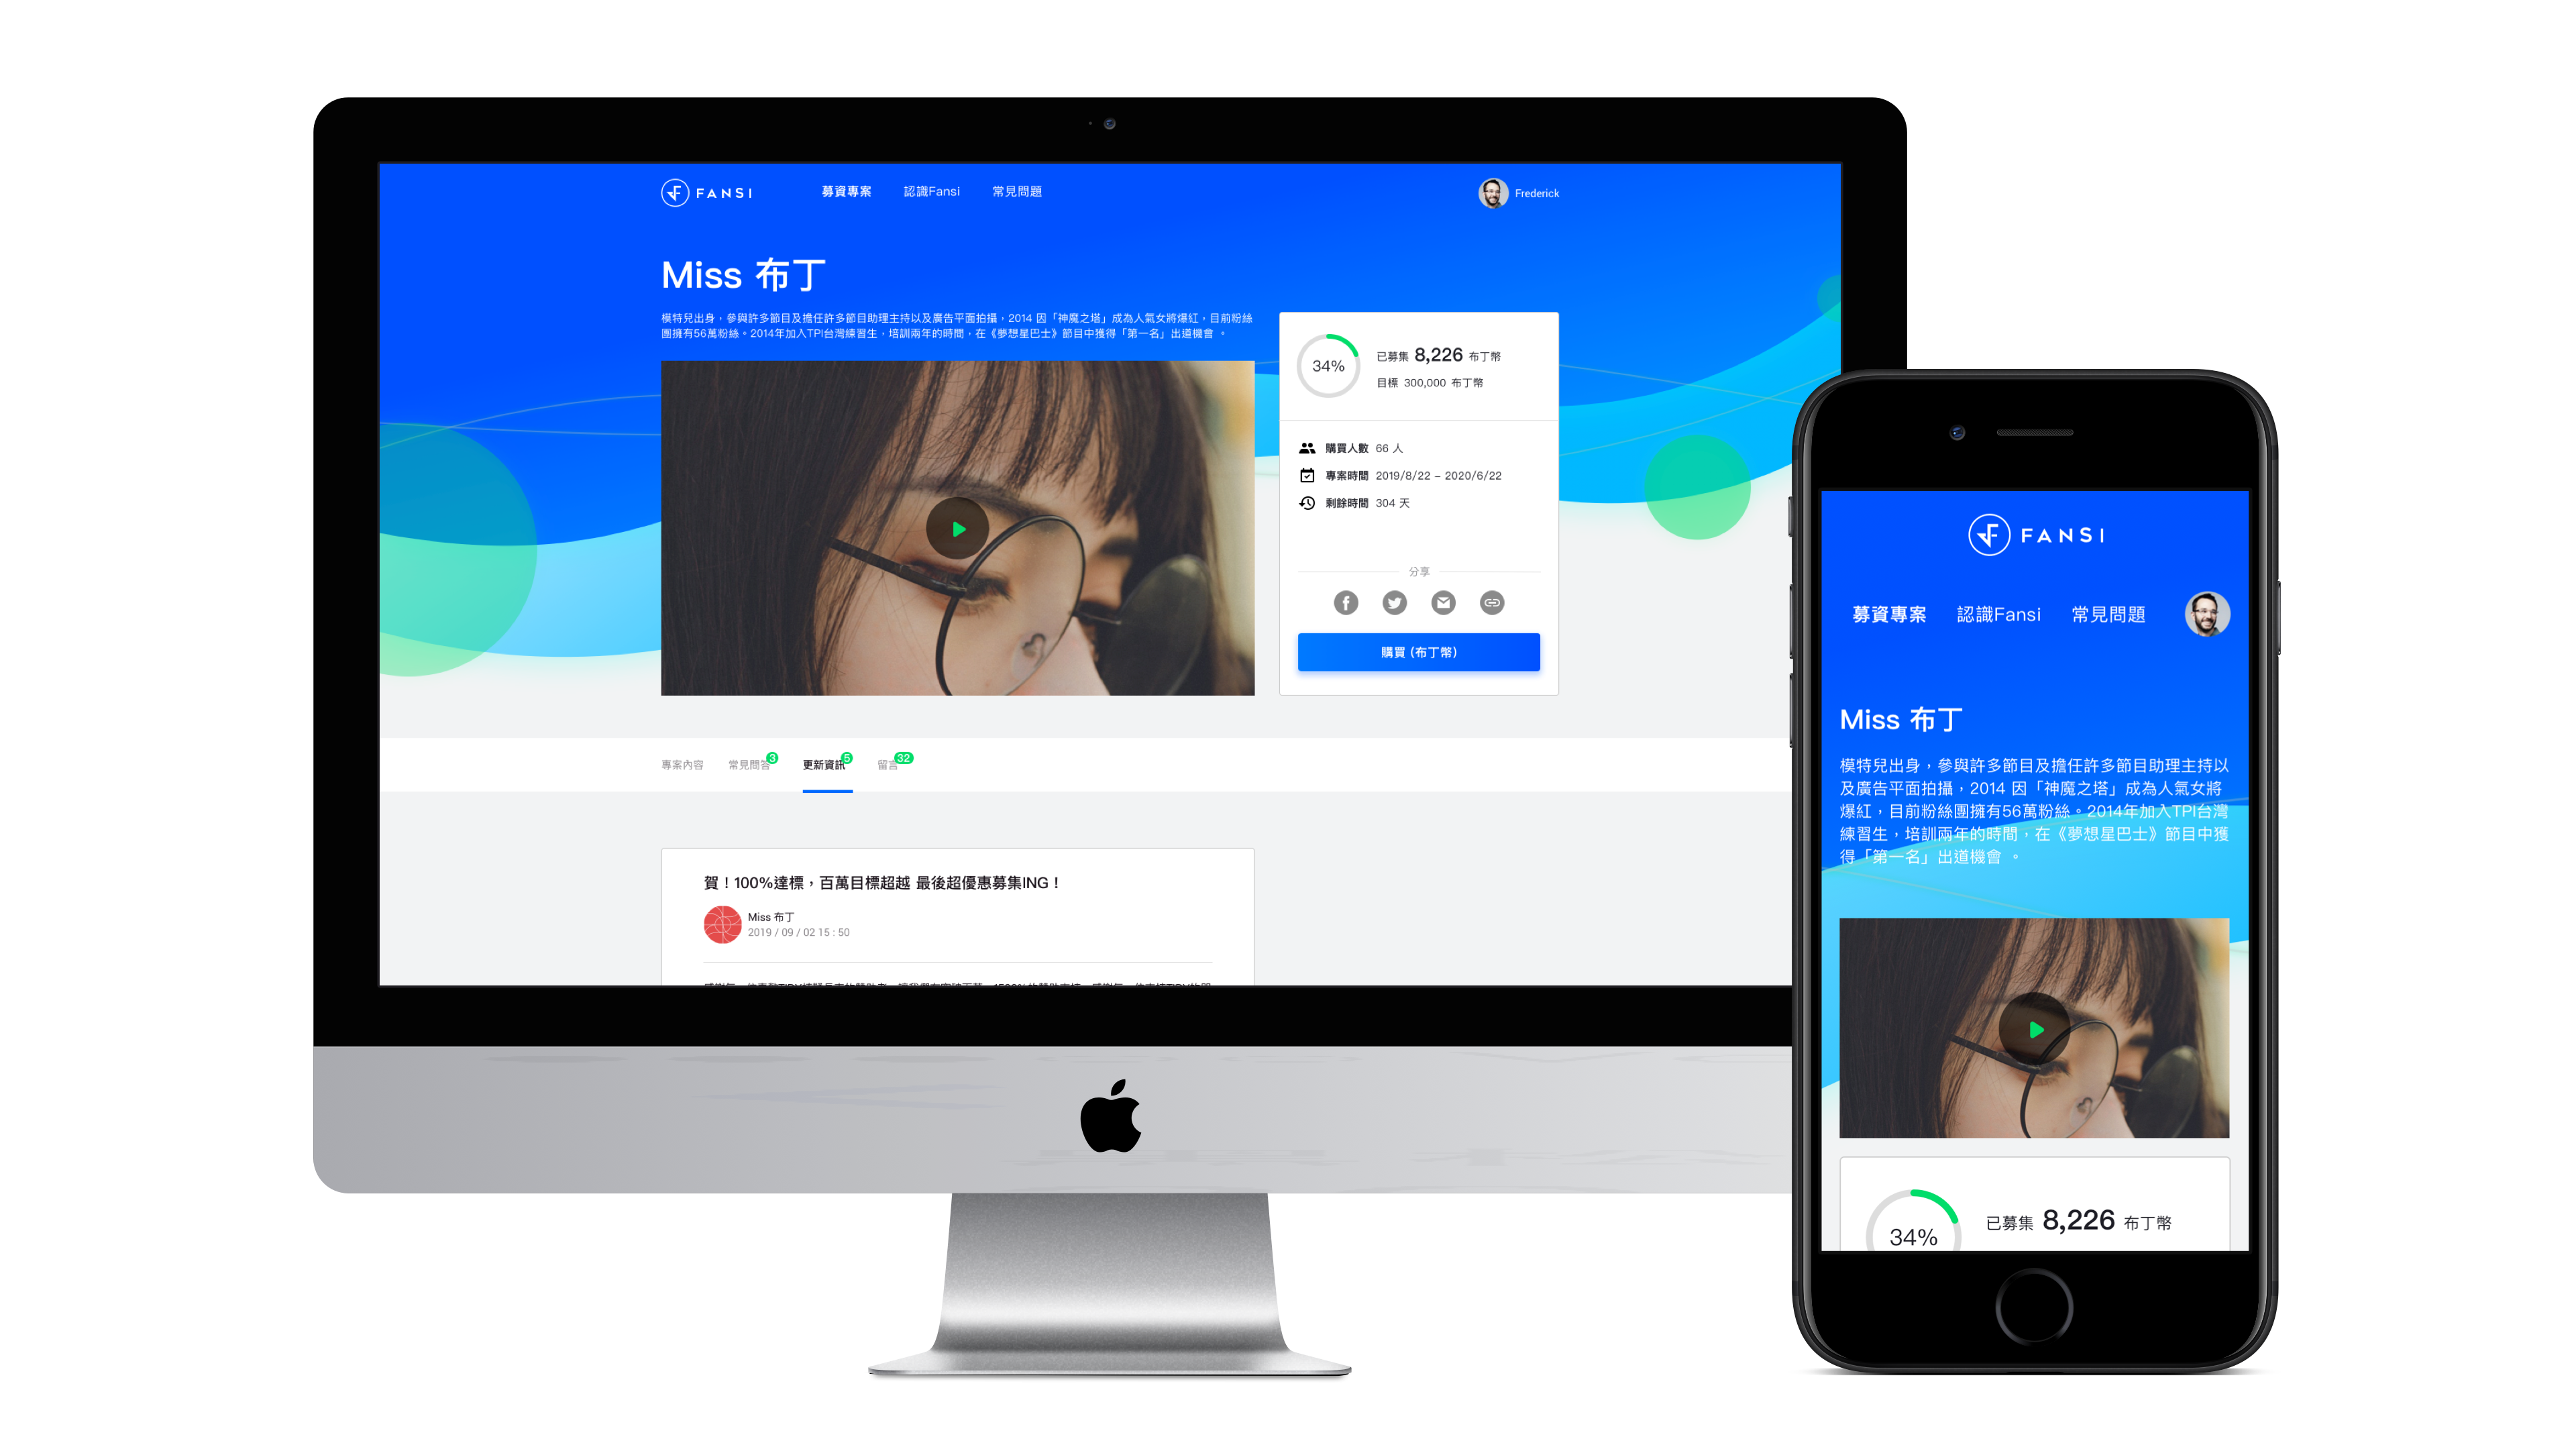 FANSI
募資專案 認識Fansi 常見問題
Frederick
Miss 布丁
模特兒出身，參與許多節目及擔任許多節目助理主持以及廣告平面拍攝，2014 因「神魔之塔」成為人氣女將爆紅，目前粉絲
團擁有56萬粉絲。2014年加入TPI台灣練習生，培訓兩年的時間，在《夢想星巴士》節目中獲得「第一名」出道機會 。
34%
已募集 8,226 布丁幣
目標 300,000 布丁幣
購買人數 66 人
專案時間 2019/8/22 – 2020/6/22
剩餘時間 304 天
分享
購買 (布丁幣)
專案內容 常見問答 3 更新資訊 5 留言 32
賀！100%達標，百萬目標超越 最後超優惠募集ING！
Miss 布丁
2019 / 09 / 02 15 : 50
FANSI
募資專案 認識Fansi 常見問題
Miss 布丁
模特兒出身，參與許多節目及擔任許多節目助理主持以
及廣告平面拍攝，2014 因「神魔之塔」成為人氣女將
爆紅，目前粉絲團擁有56萬粉絲。2014年加入TPI台灣
練習生，培訓兩年的時間，在《夢想星巴士》節目中獲
得「第一名」出道機會 。
34%
已募集 8,226 布丁幣